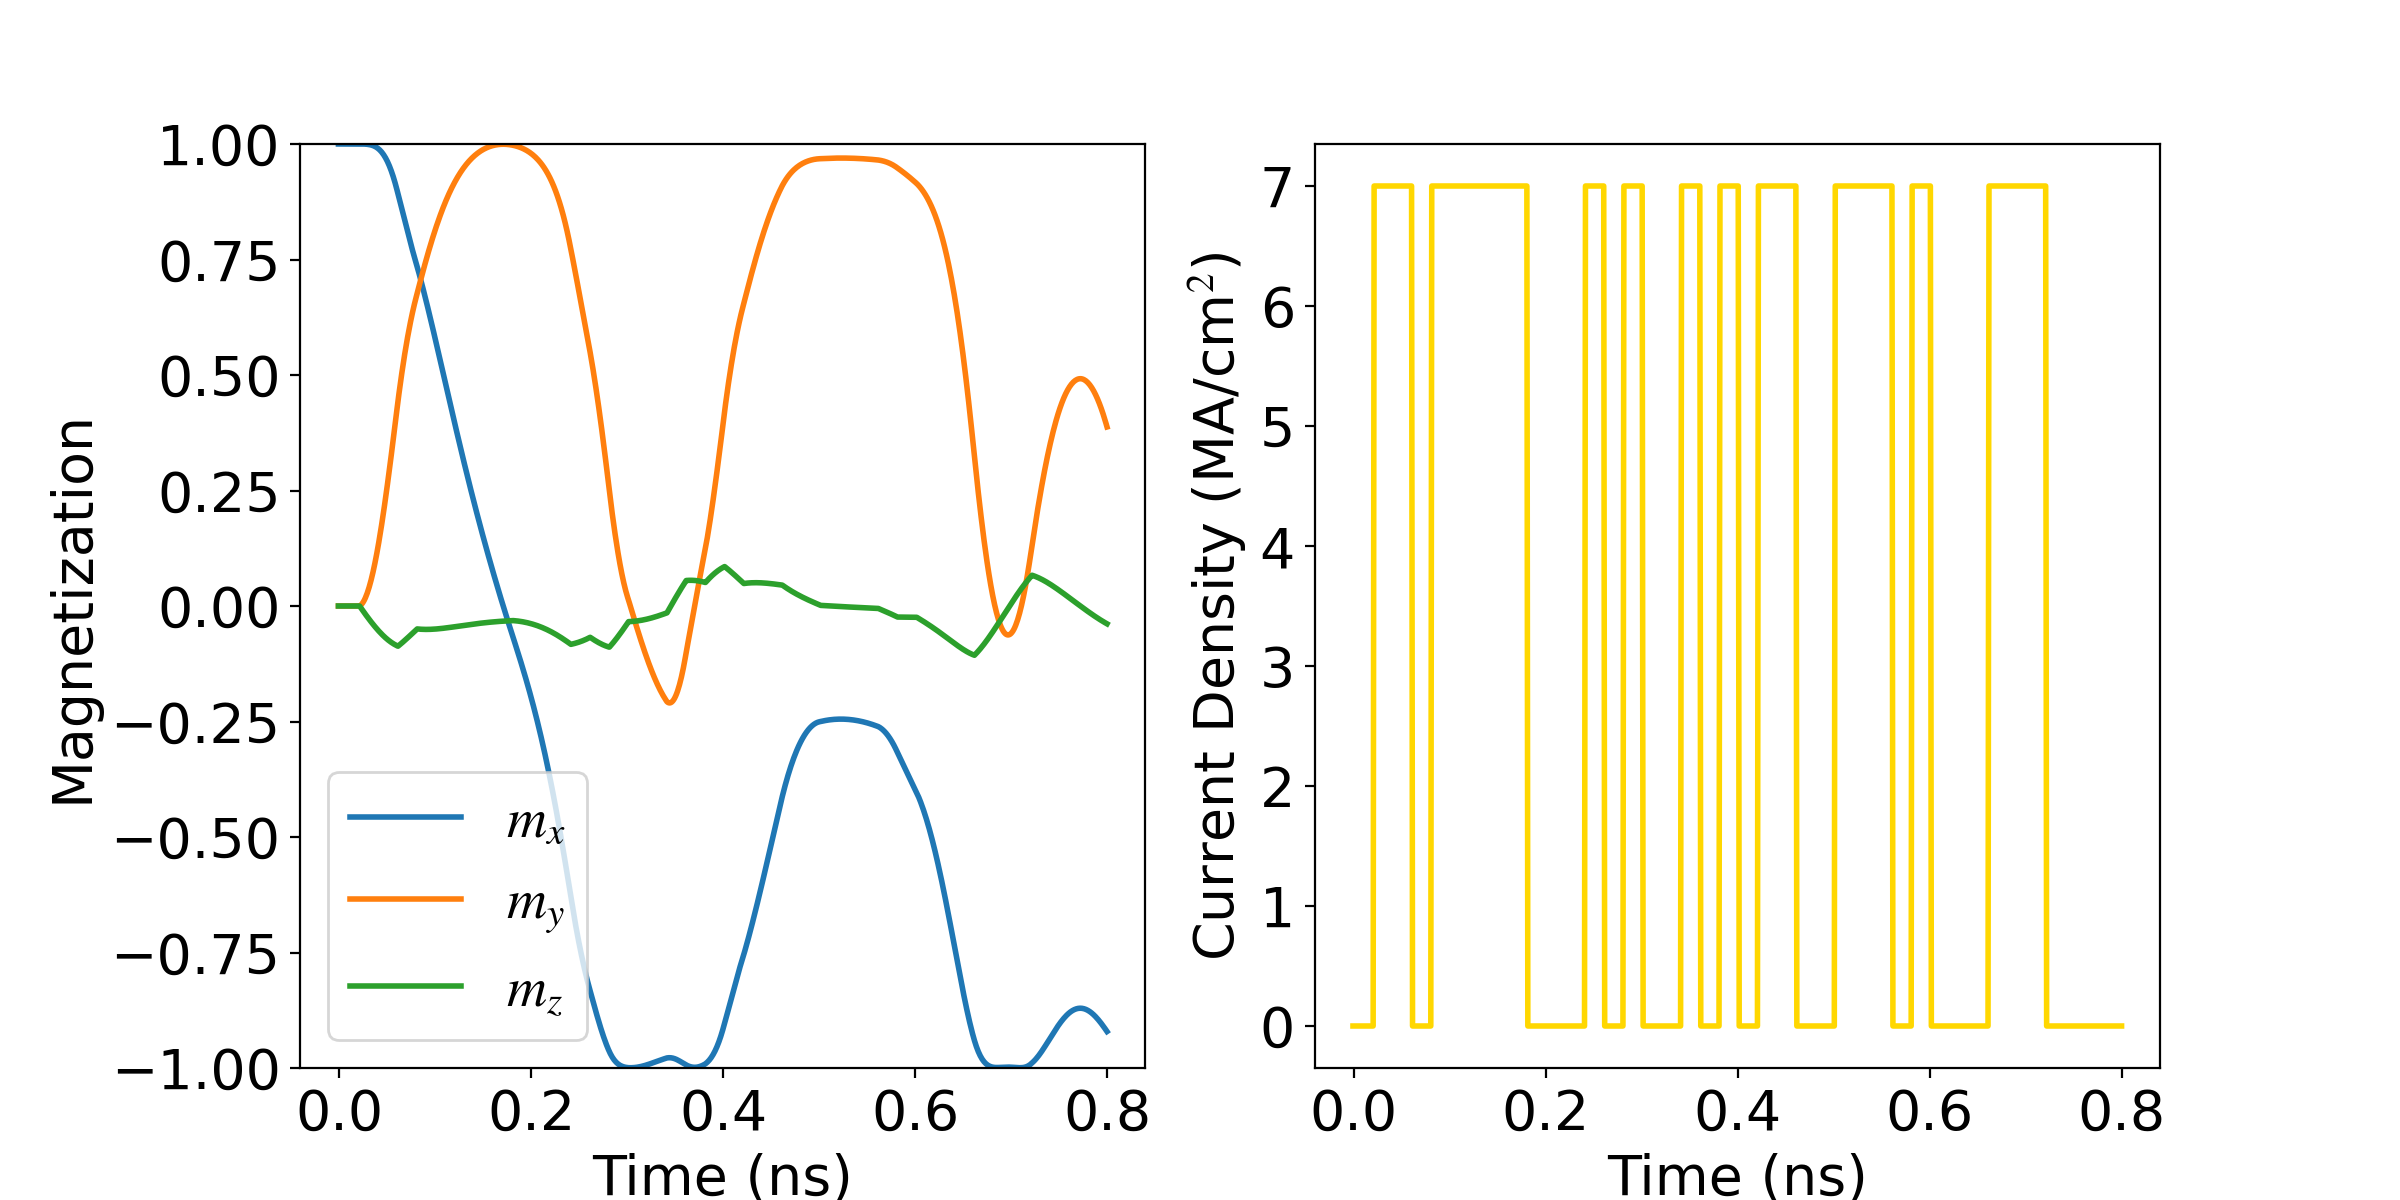 Magnetization
1.00
0.75
0.50
0.25
0.00
−0.25
−0.50
−0.75
−1.00
0.0 0.2 0.4 0.6 0.8
Time (ns)
m_x
m_y
m_z
Current Density (MA/cm²)
7
6
5
4
3
2
1
0
0.0 0.2 0.4 0.6 0.8
Time (ns)